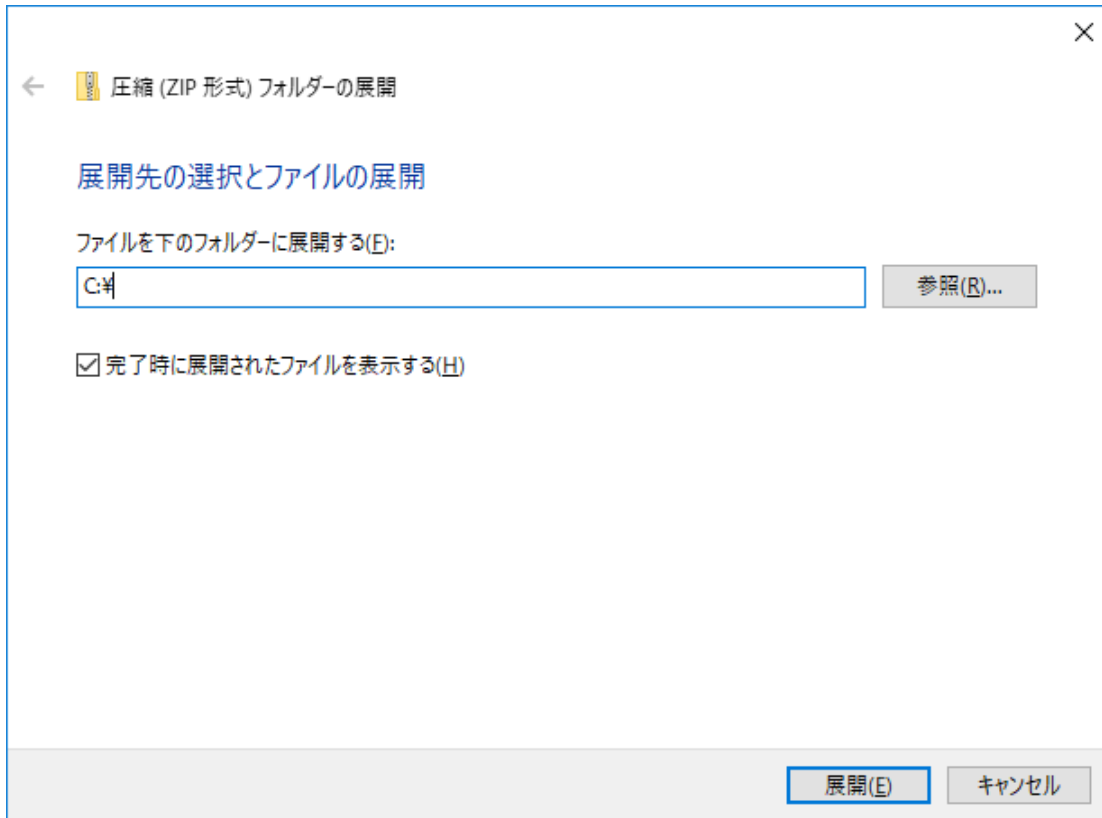 圧縮 (ZIP 形式) フォルダーの展開
展開先の選択とファイルの展開
ファイルを下のフォルダーに展開する(F):
C:¥
参照(R)...
完了時に展開されたファイルを表示する(H)
展開(E)
キャンセル